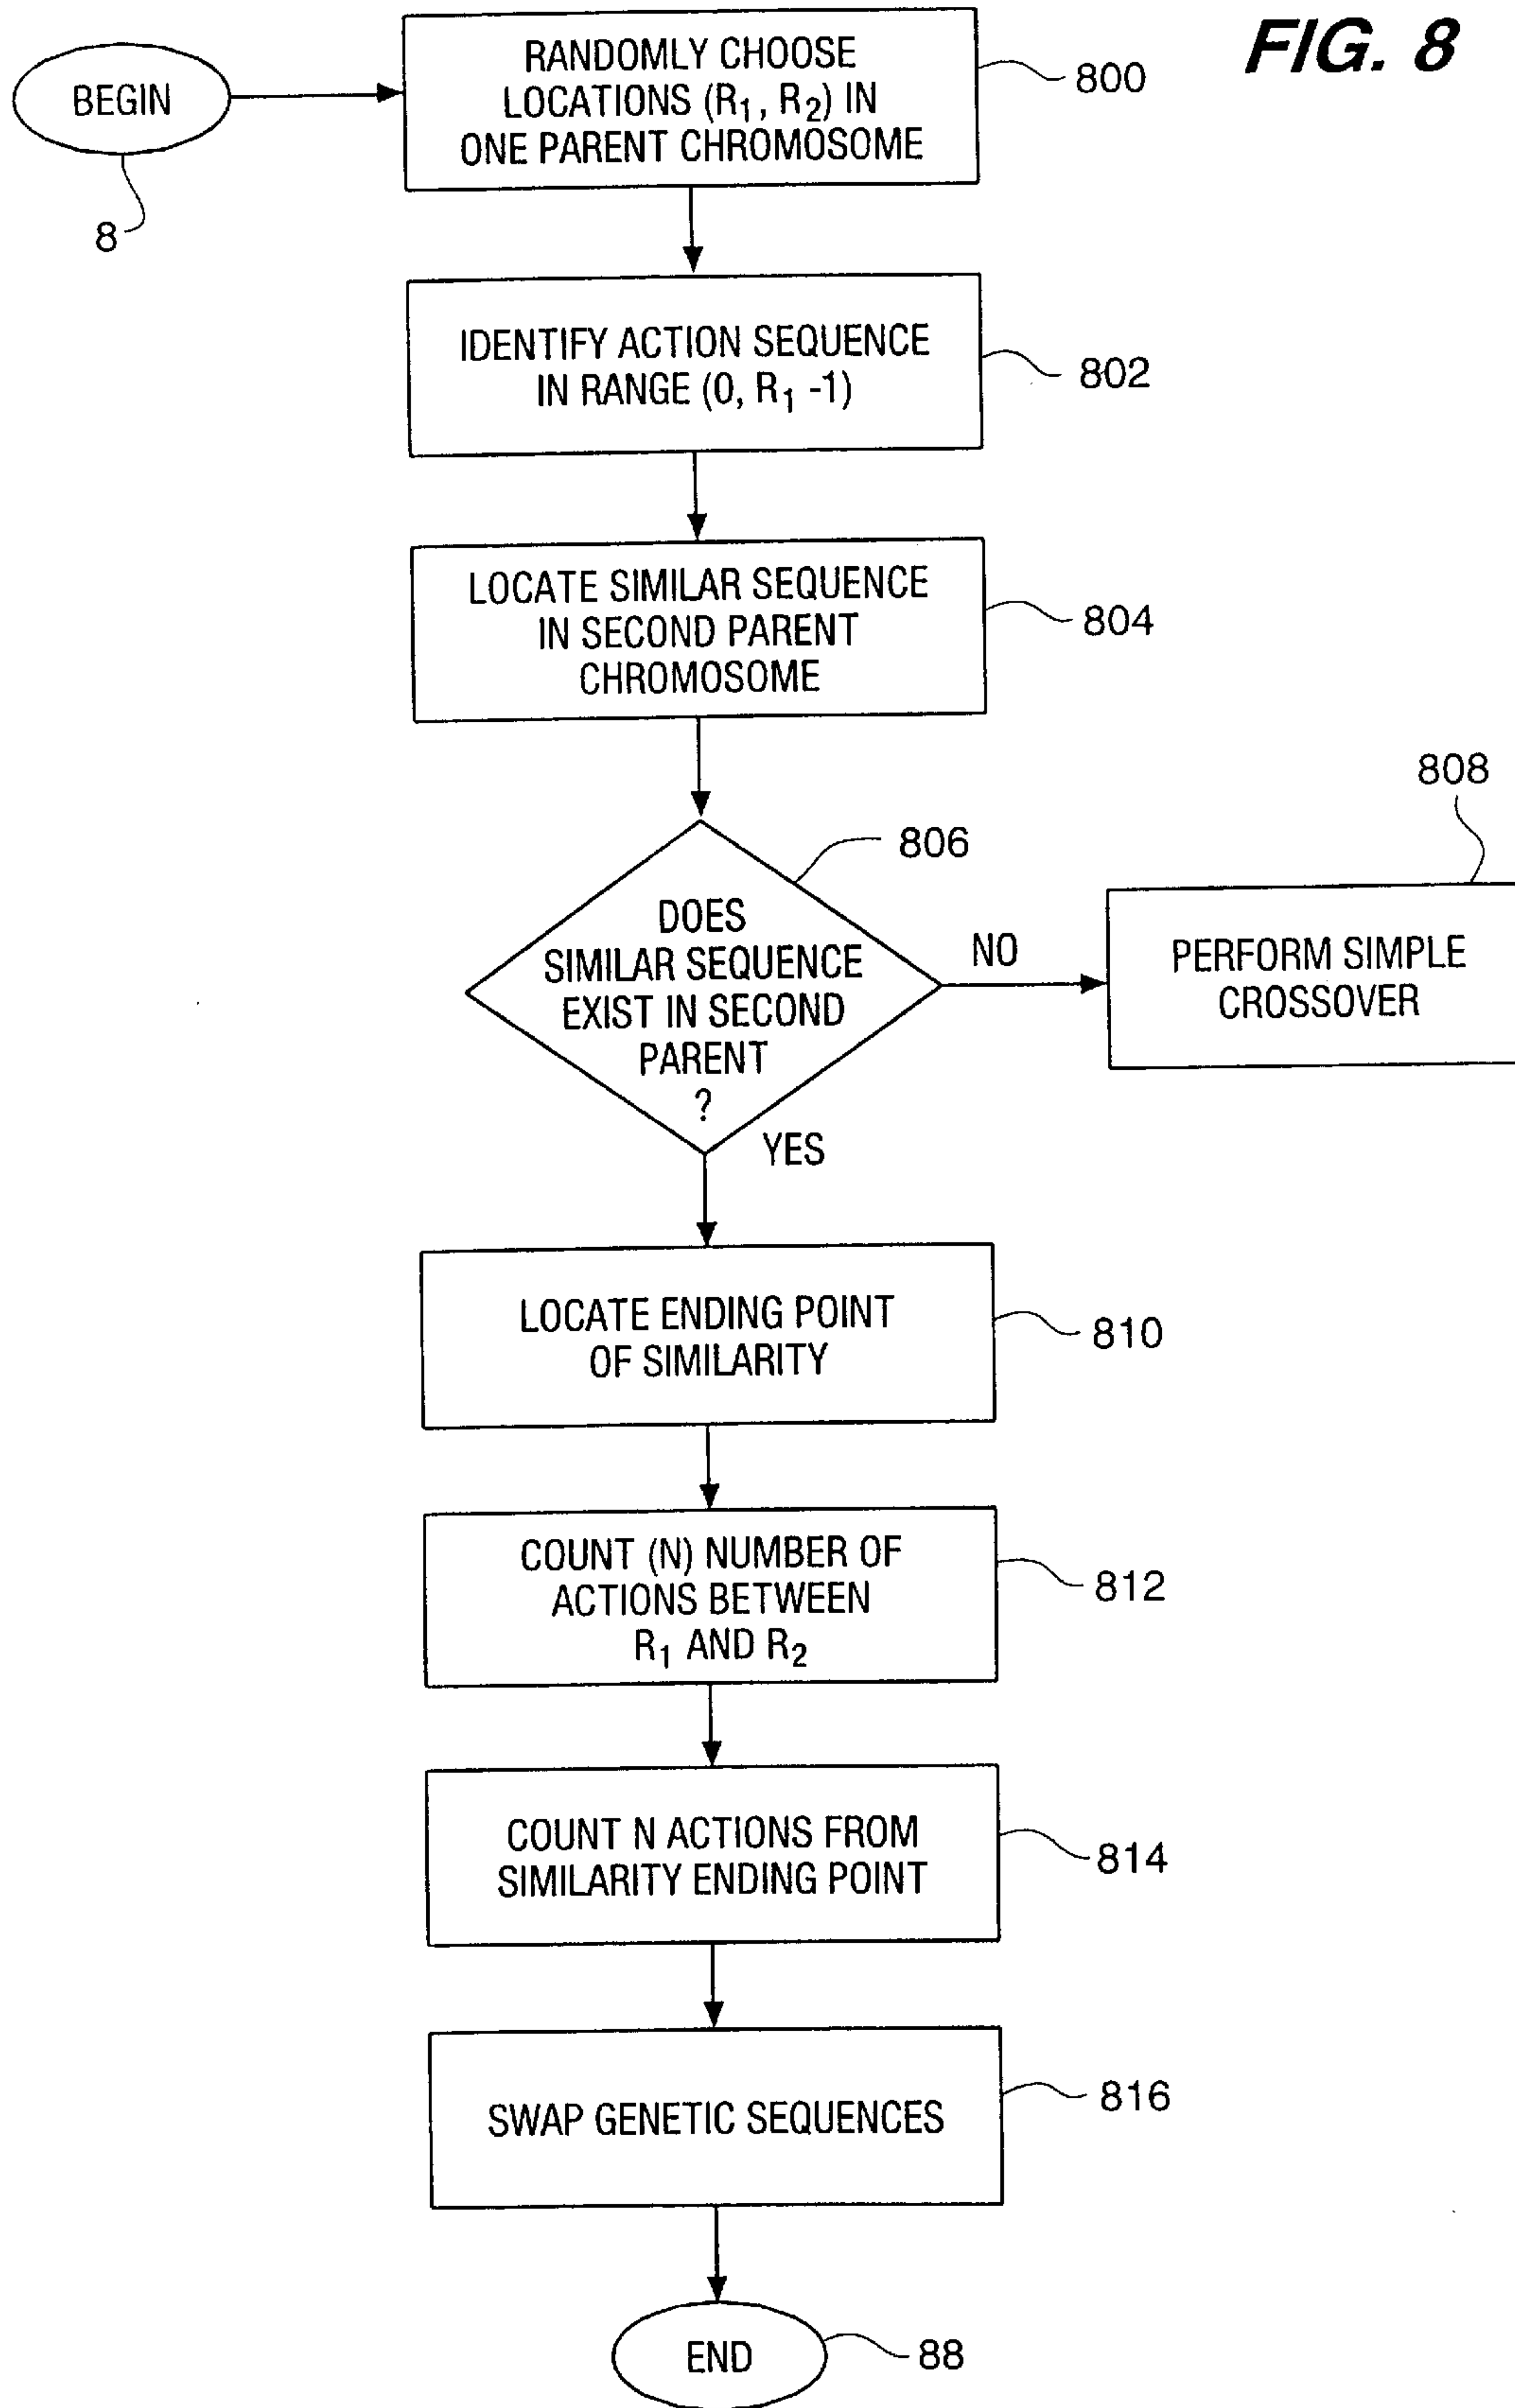 FIG. 8
BEGIN
8
RANDOMLY CHOOSE
LOCATIONS (R₁, R₂) IN
ONE PARENT CHROMOSOME
800
IDENTIFY ACTION SEQUENCE
IN RANGE (0, R₁ -1)
802
LOCATE SIMILAR SEQUENCE
IN SECOND PARENT
CHROMOSOME
804
DOES
SIMILAR SEQUENCE
EXIST IN SECOND
PARENT
?
806
NO
808
PERFORM SIMPLE
CROSSOVER
YES
LOCATE ENDING POINT
OF SIMILARITY
810
COUNT (N) NUMBER OF
ACTIONS BETWEEN
R₁ AND R₂
812
COUNT N ACTIONS FROM
SIMILARITY ENDING POINT
814
SWAP GENETIC SEQUENCES
816
END
88